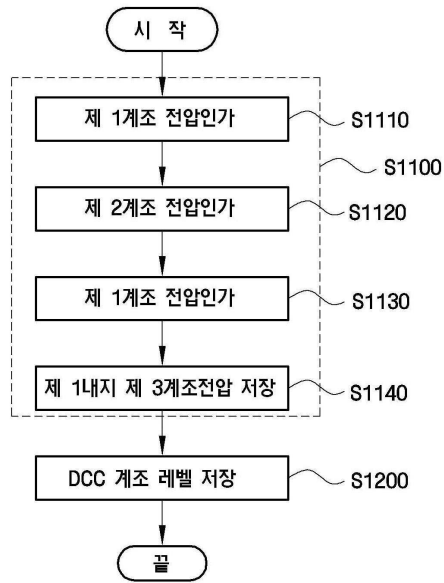 시 작
제 1계조 전압인가
S1110
S1100
제 2계조 전압인가
S1120
제 1계조 전압인가
S1130
제 1내지 제 3계조전압 저장
S1140
DCC 계조 레벨 저장
S1200
끝